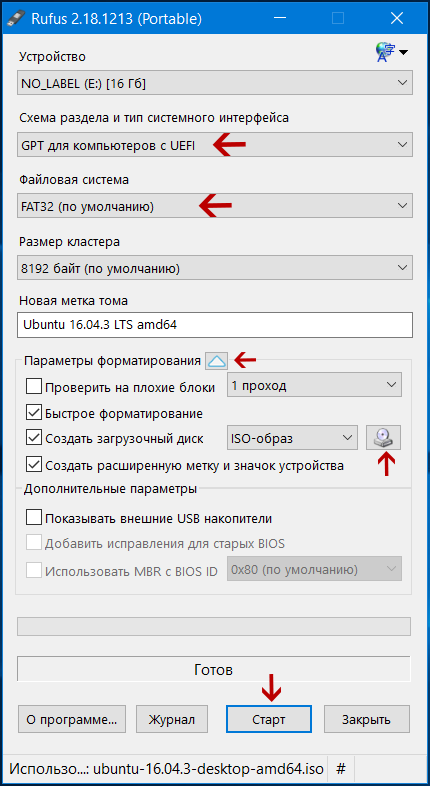 Rufus 2.18.1213 (Portable)
Устройство
NO_LABEL (E:) [16 Гб]
Схема раздела и тип системного интерфейса
GPT для компьютеров с UEFI
Файловая система
FAT32 (по умолчанию)
Размер кластера
8192 байт (по умолчанию)
Новая метка тома
Ubuntu 16.04.3 LTS amd64
Параметры форматирования
Проверить на плохие блоки 1 проход
Быстрое форматирование
Создать загрузочный диск ISO-образ
Создать расширенную метку и значок устройства
Дополнительные параметры
Показывать внешние USB накопители
Добавить исправления для старых BIOS
Использовать MBR с BIOS ID 0x80 (по умолчанию)
Готов
О программе... Журнал Старт Закрыть
Использо...: ubuntu-16.04.3-desktop-amd64.iso #